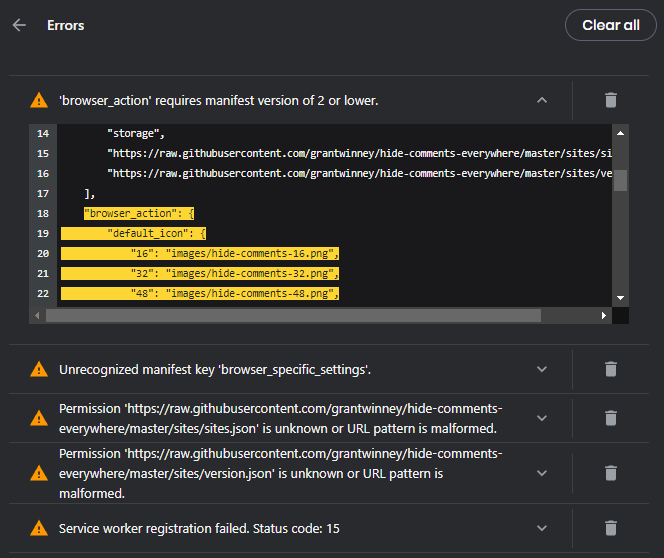 Errors
Clear all
'browser_action' requires manifest version of 2 or lower.
14 "storage",
15 "https://raw.githubusercontent.com/grantwinney/hide-comments-everywhere/master/sites/si
16 "https://raw.githubusercontent.com/grantwinney/hide-comments-everywhere/master/sites/ve
17 ],
18 "browser_action": {
19 "default_icon": {
20 "16": "images/hide-comments-16.png",
21 "32": "images/hide-comments-32.png",
22 "48": "images/hide-comments-48.png",
Unrecognized manifest key 'browser_specific_settings'.
Permission 'https://raw.githubusercontent.com/grantwinney/hide-comments-
everywhere/master/sites/sites.json' is unknown or URL pattern is malformed.
Permission 'https://raw.githubusercontent.com/grantwinney/hide-comments-
everywhere/master/sites/version.json' is unknown or URL pattern is
malformed.
Service worker registration failed. Status code: 15